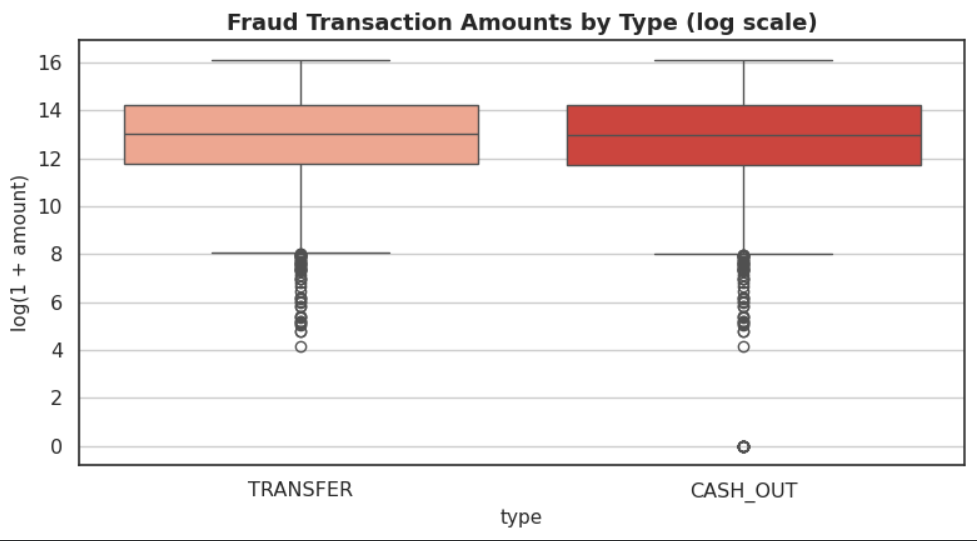 Fraud Transaction Amounts by Type (log scale)
log(1 + amount)
16
14
12
10
8
6
4
2
0
TRANSFER CASH_OUT
type